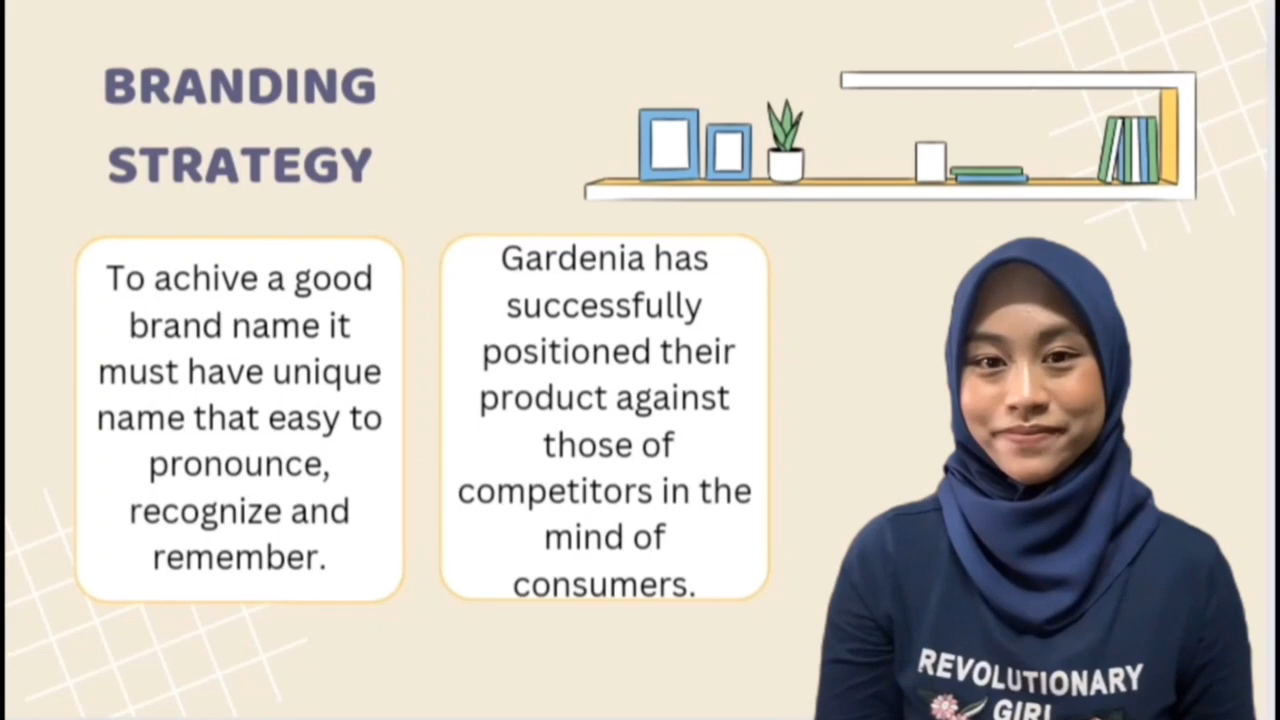 BRANDING
STRATEGY
To achive a good
brand name it
must have unique
name that easy to
pronounce,
recognize and
remember.
Gardenia has
successfully
positioned their
product against
those of
competitors in the
mind of
consumers.
REVOLUTIONARY
GIRL